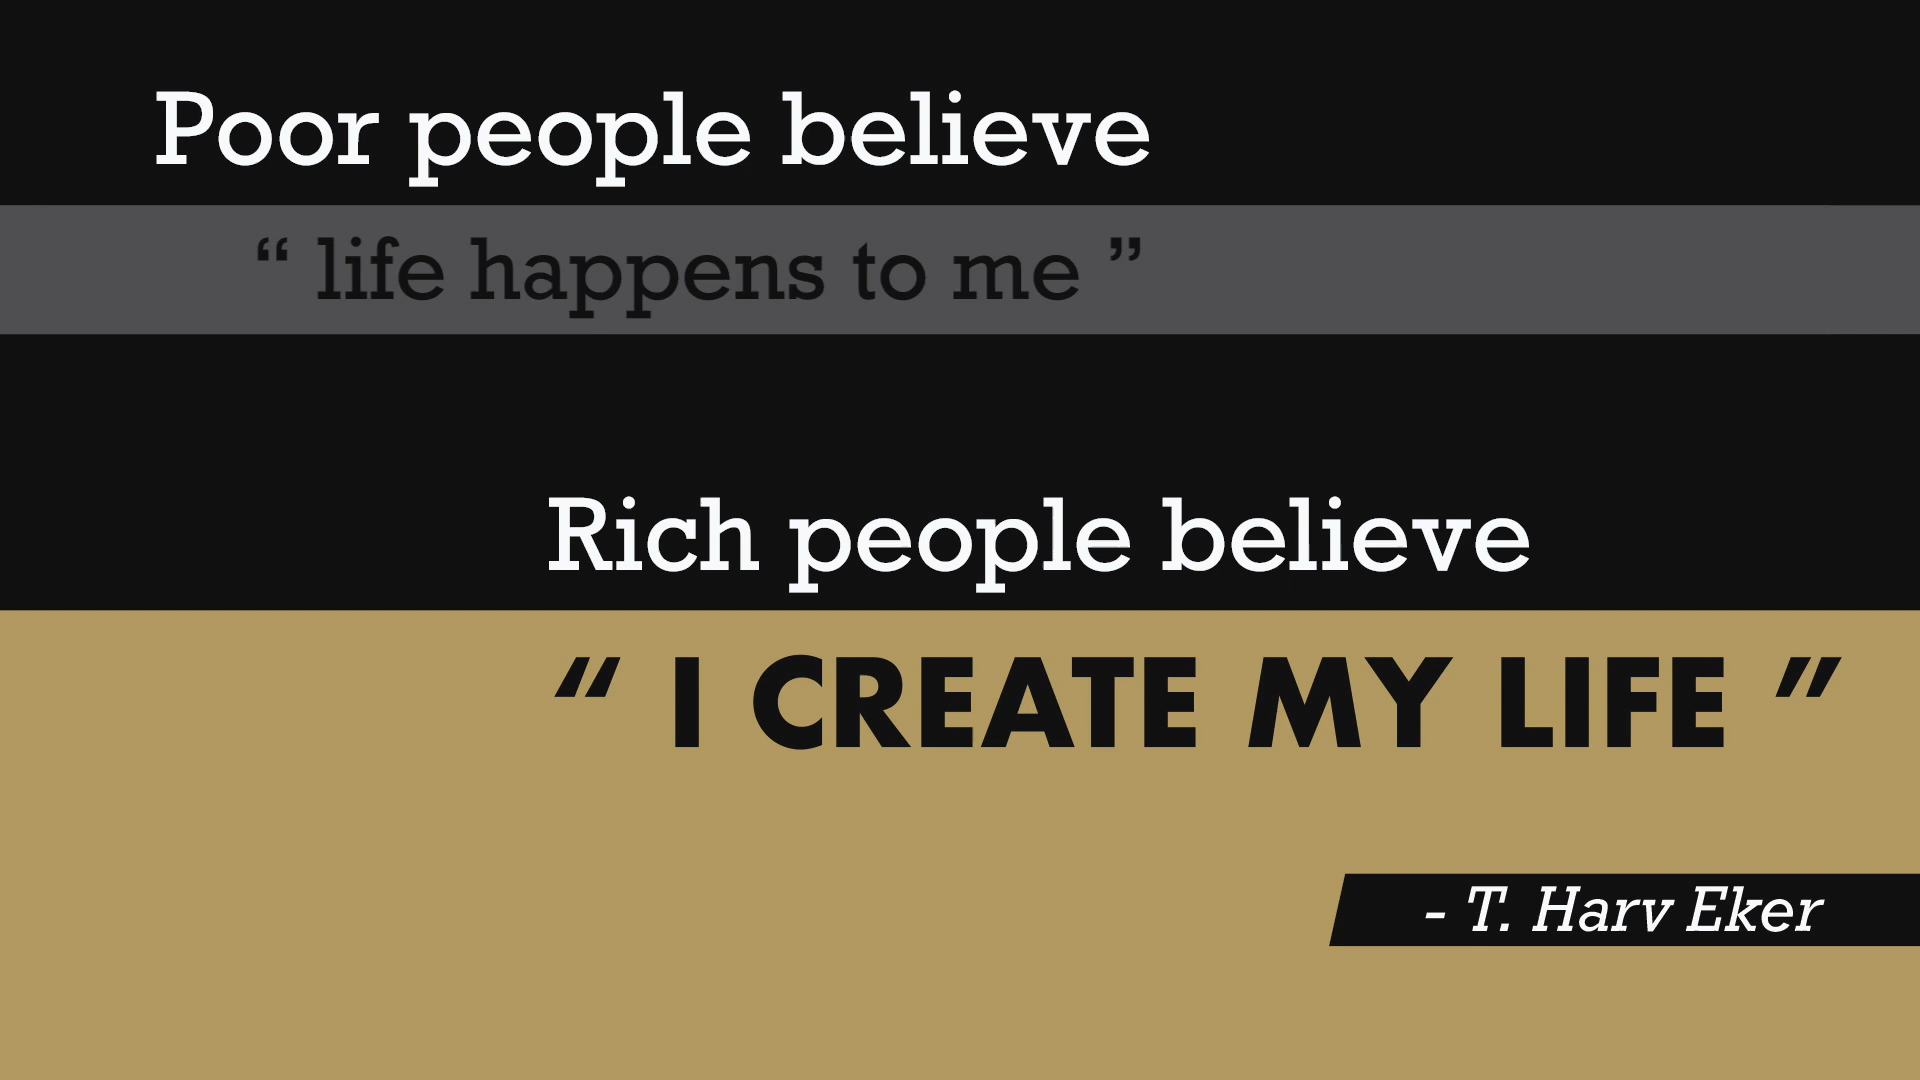 Poor people believe
“ life happens to me ”
Rich people believe
“ I CREATE MY LIFE ”
- T. Harv Eker